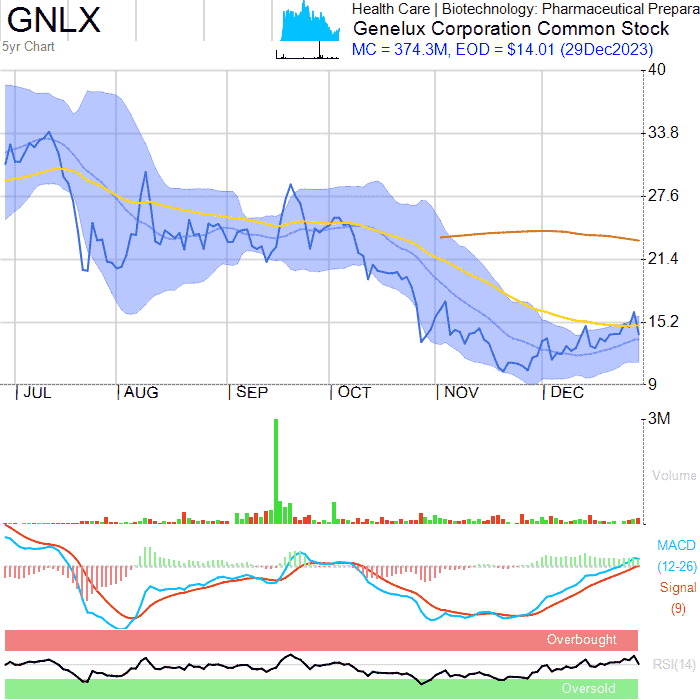 GNLX
5yr Chart
Health Care | Biotechnology: Pharmaceutical Prepara
Genelux Corporation Common Stock
MC = 374.3M, EOD = $14.01 (29Dec2023)
40
33.8
27.6
21.4
15.2
9
JUL AUG SEP OCT NOV DEC
3M
Volume
MACD
(12-26)
Signal
(9)
Overbought
RSI(14)
Oversold